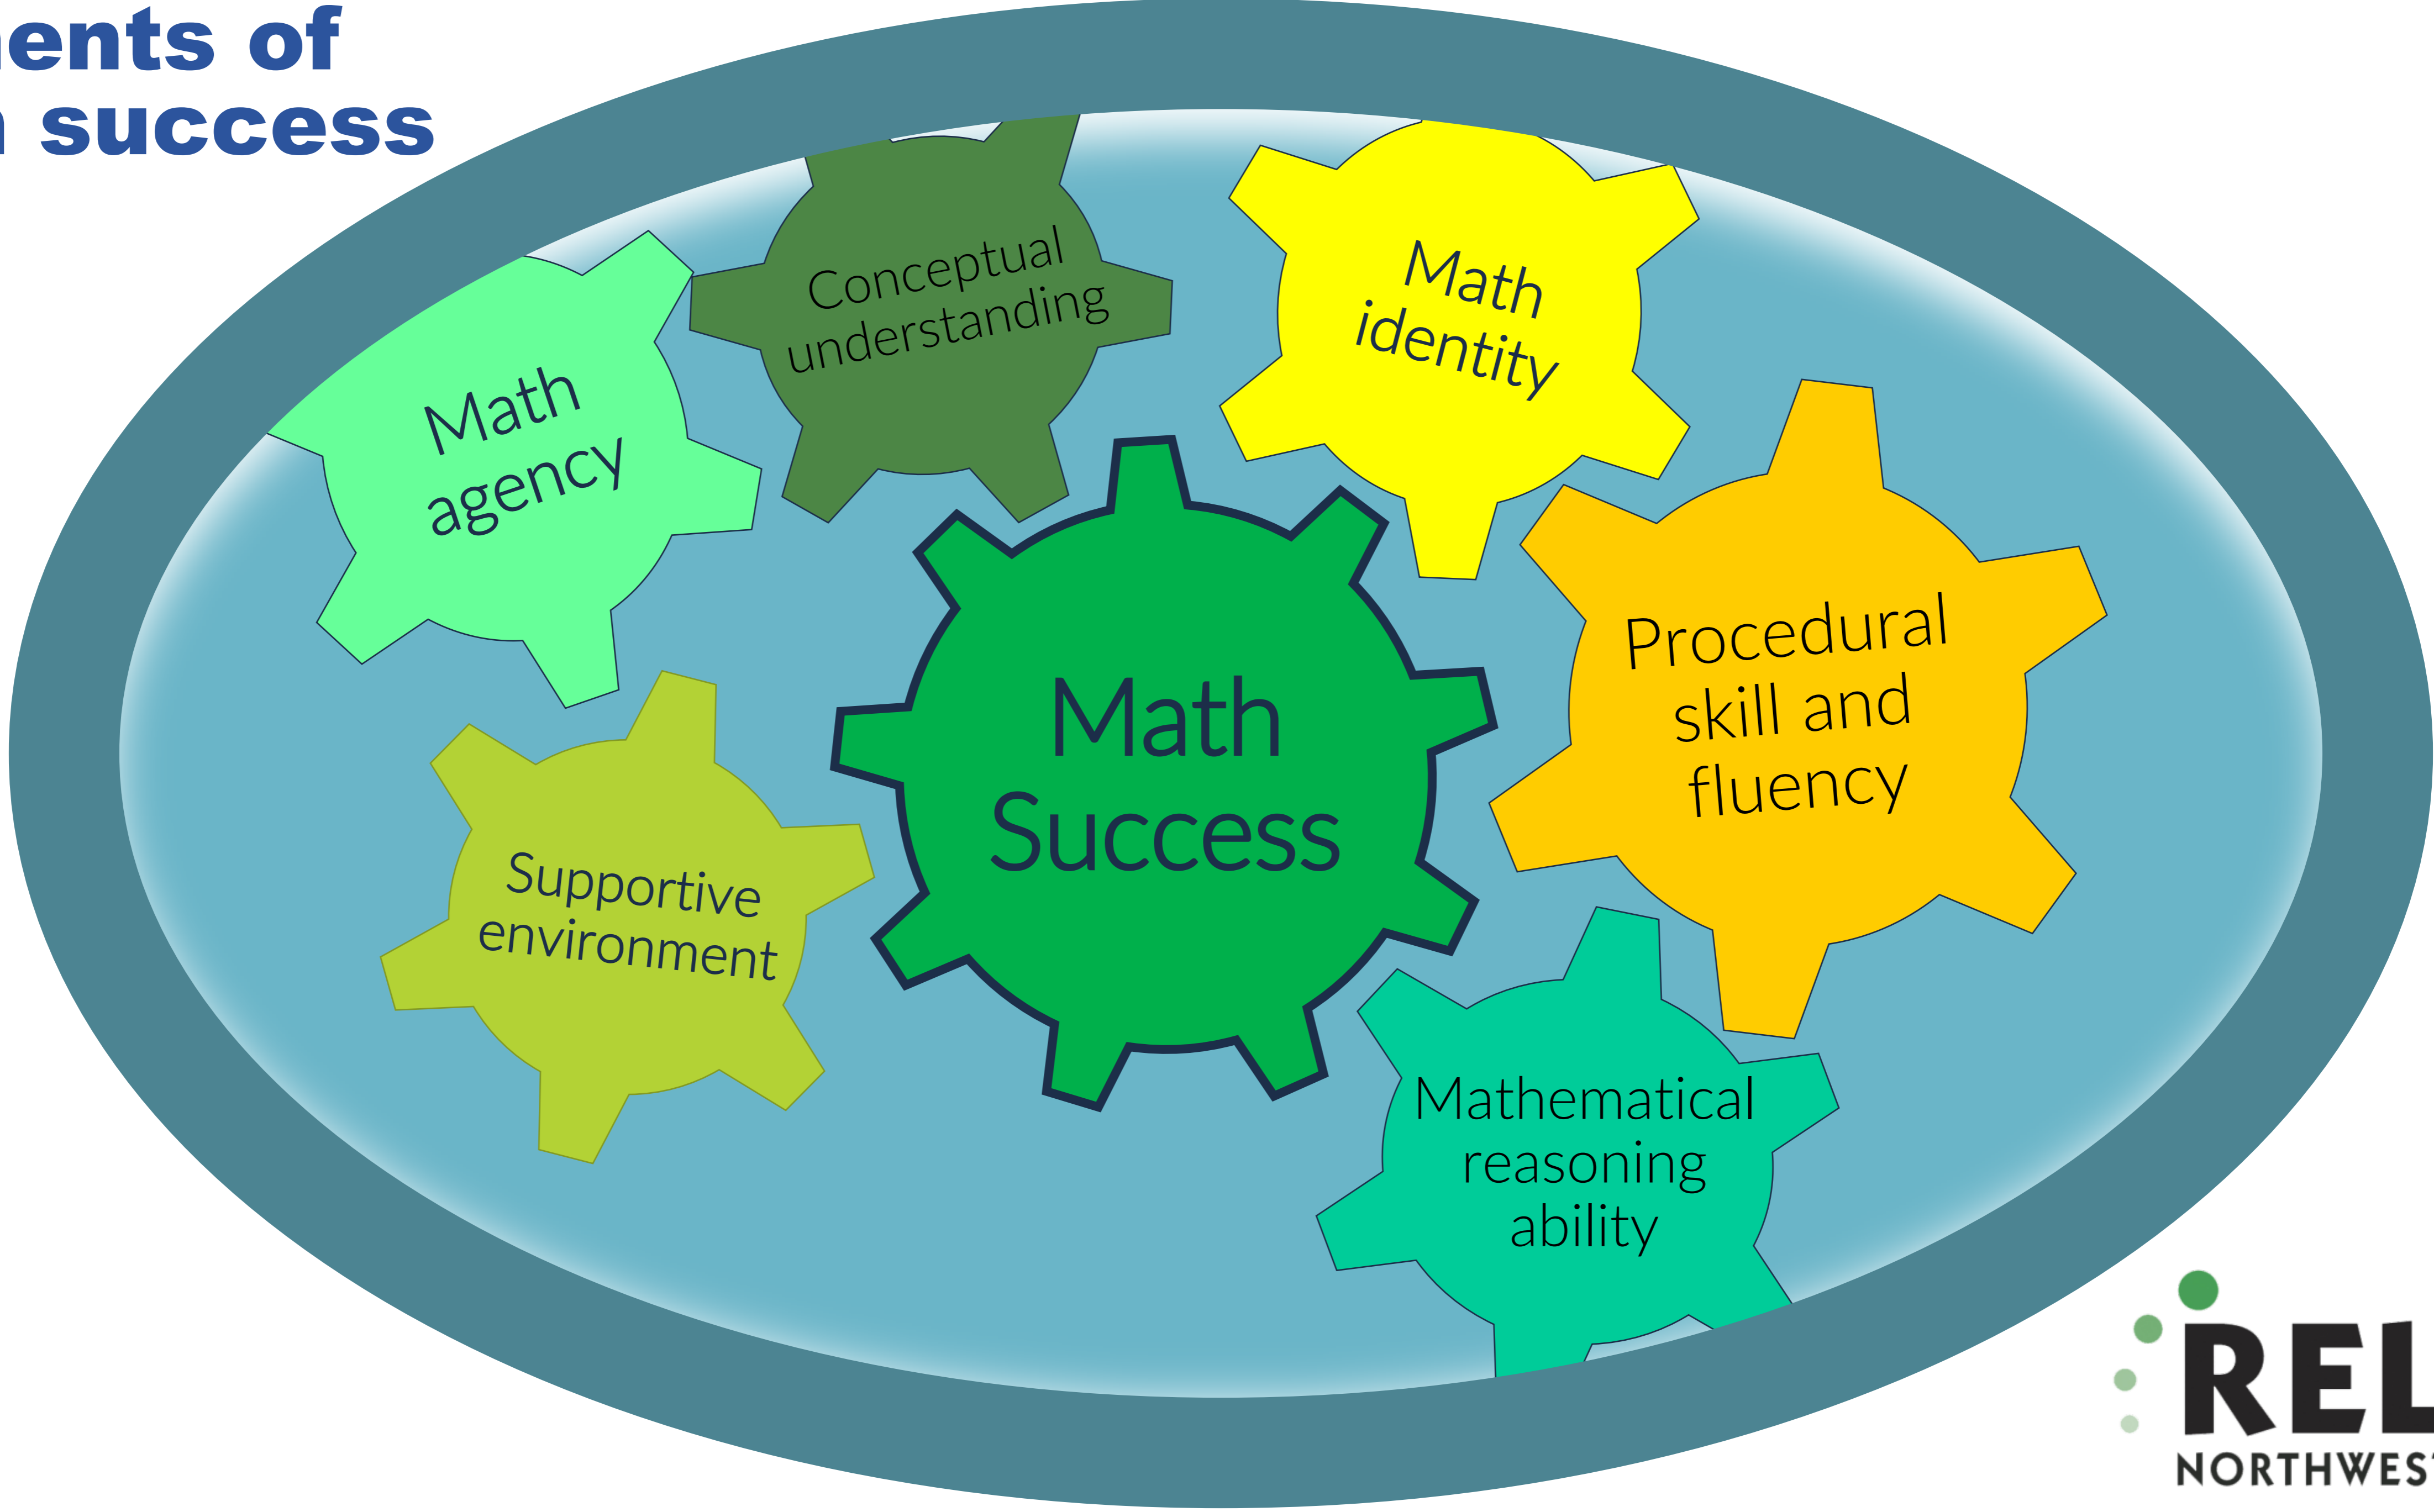 ents of
success
Conceptual
understanding
Math
identity
Math
agency
Procedural
skill and
fluency
Math
Success
Supportive
environment
Mathematical
reasoning
ability
REL
NORTHWEST